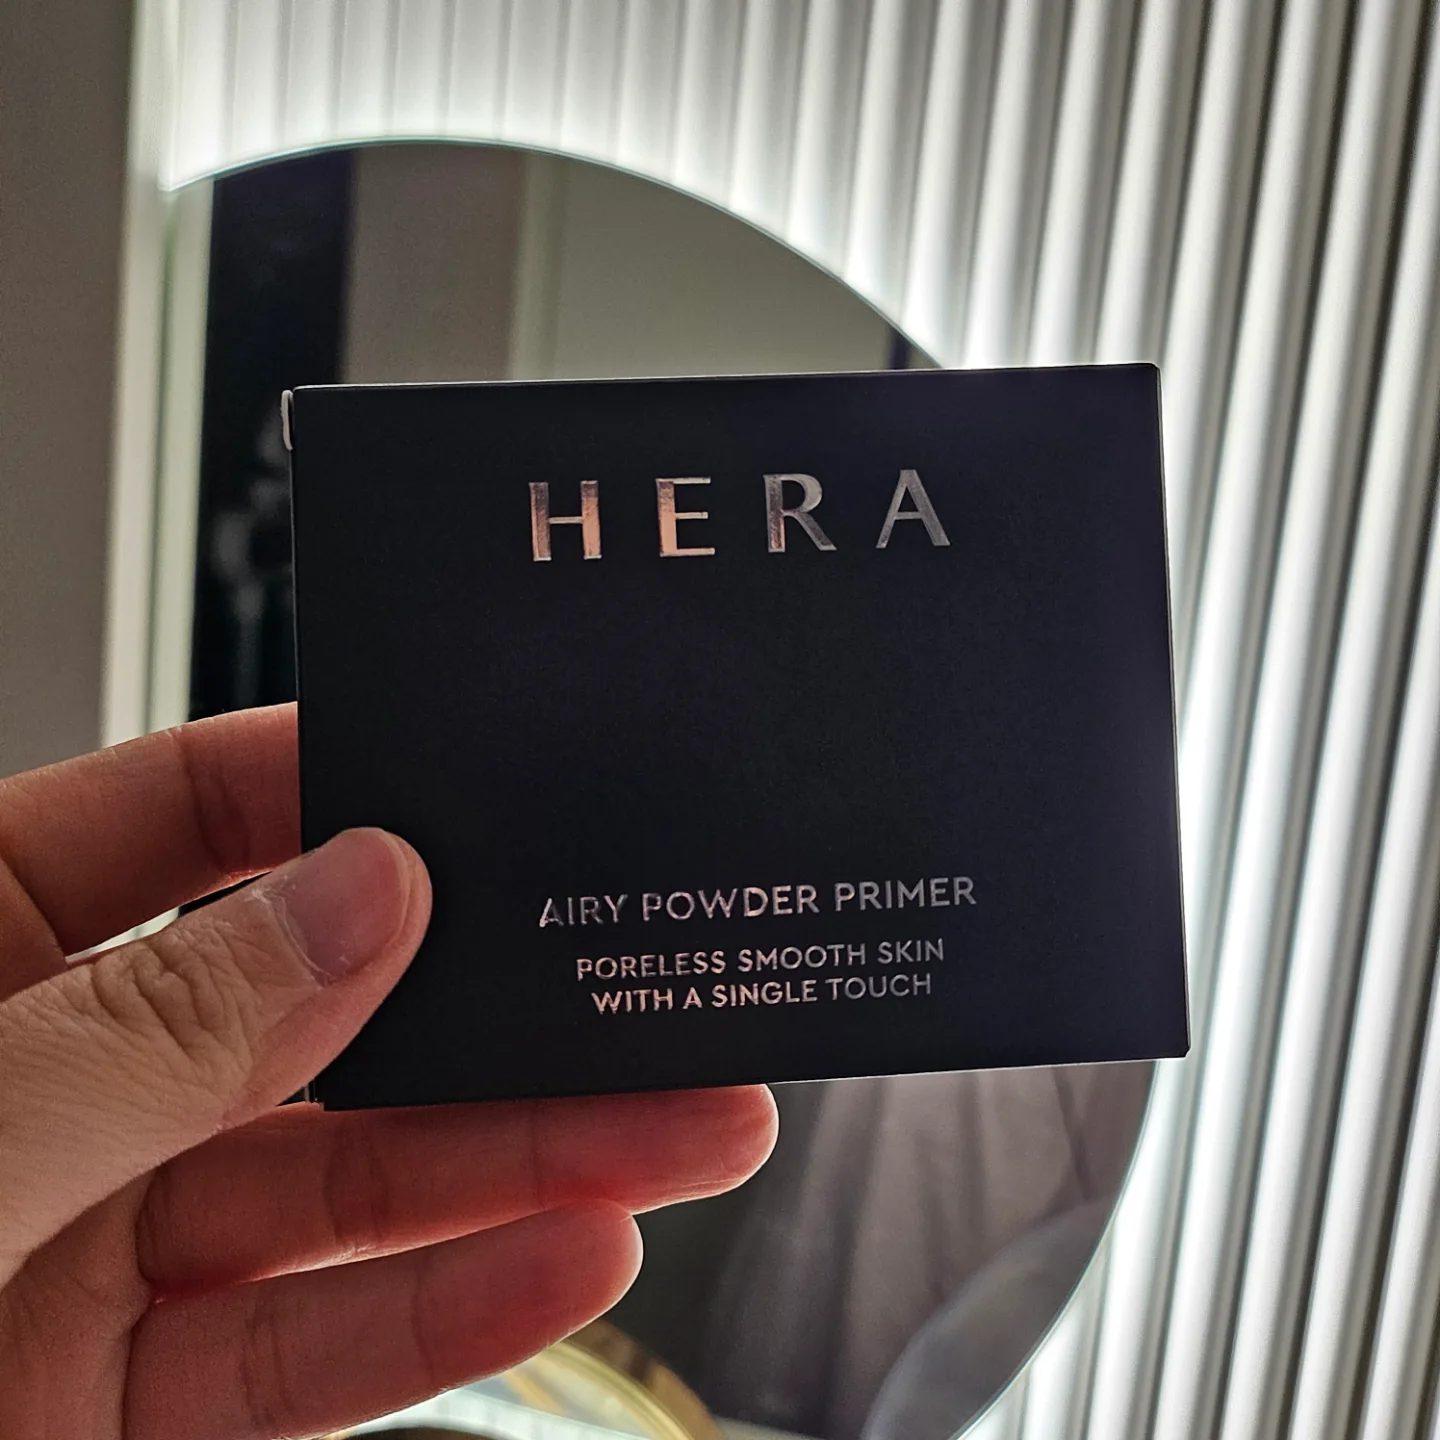 HERA
AIRY POWDER PRIMER
PORELESS SMOOTH SKIN
WITH A SINGLE TOUCH